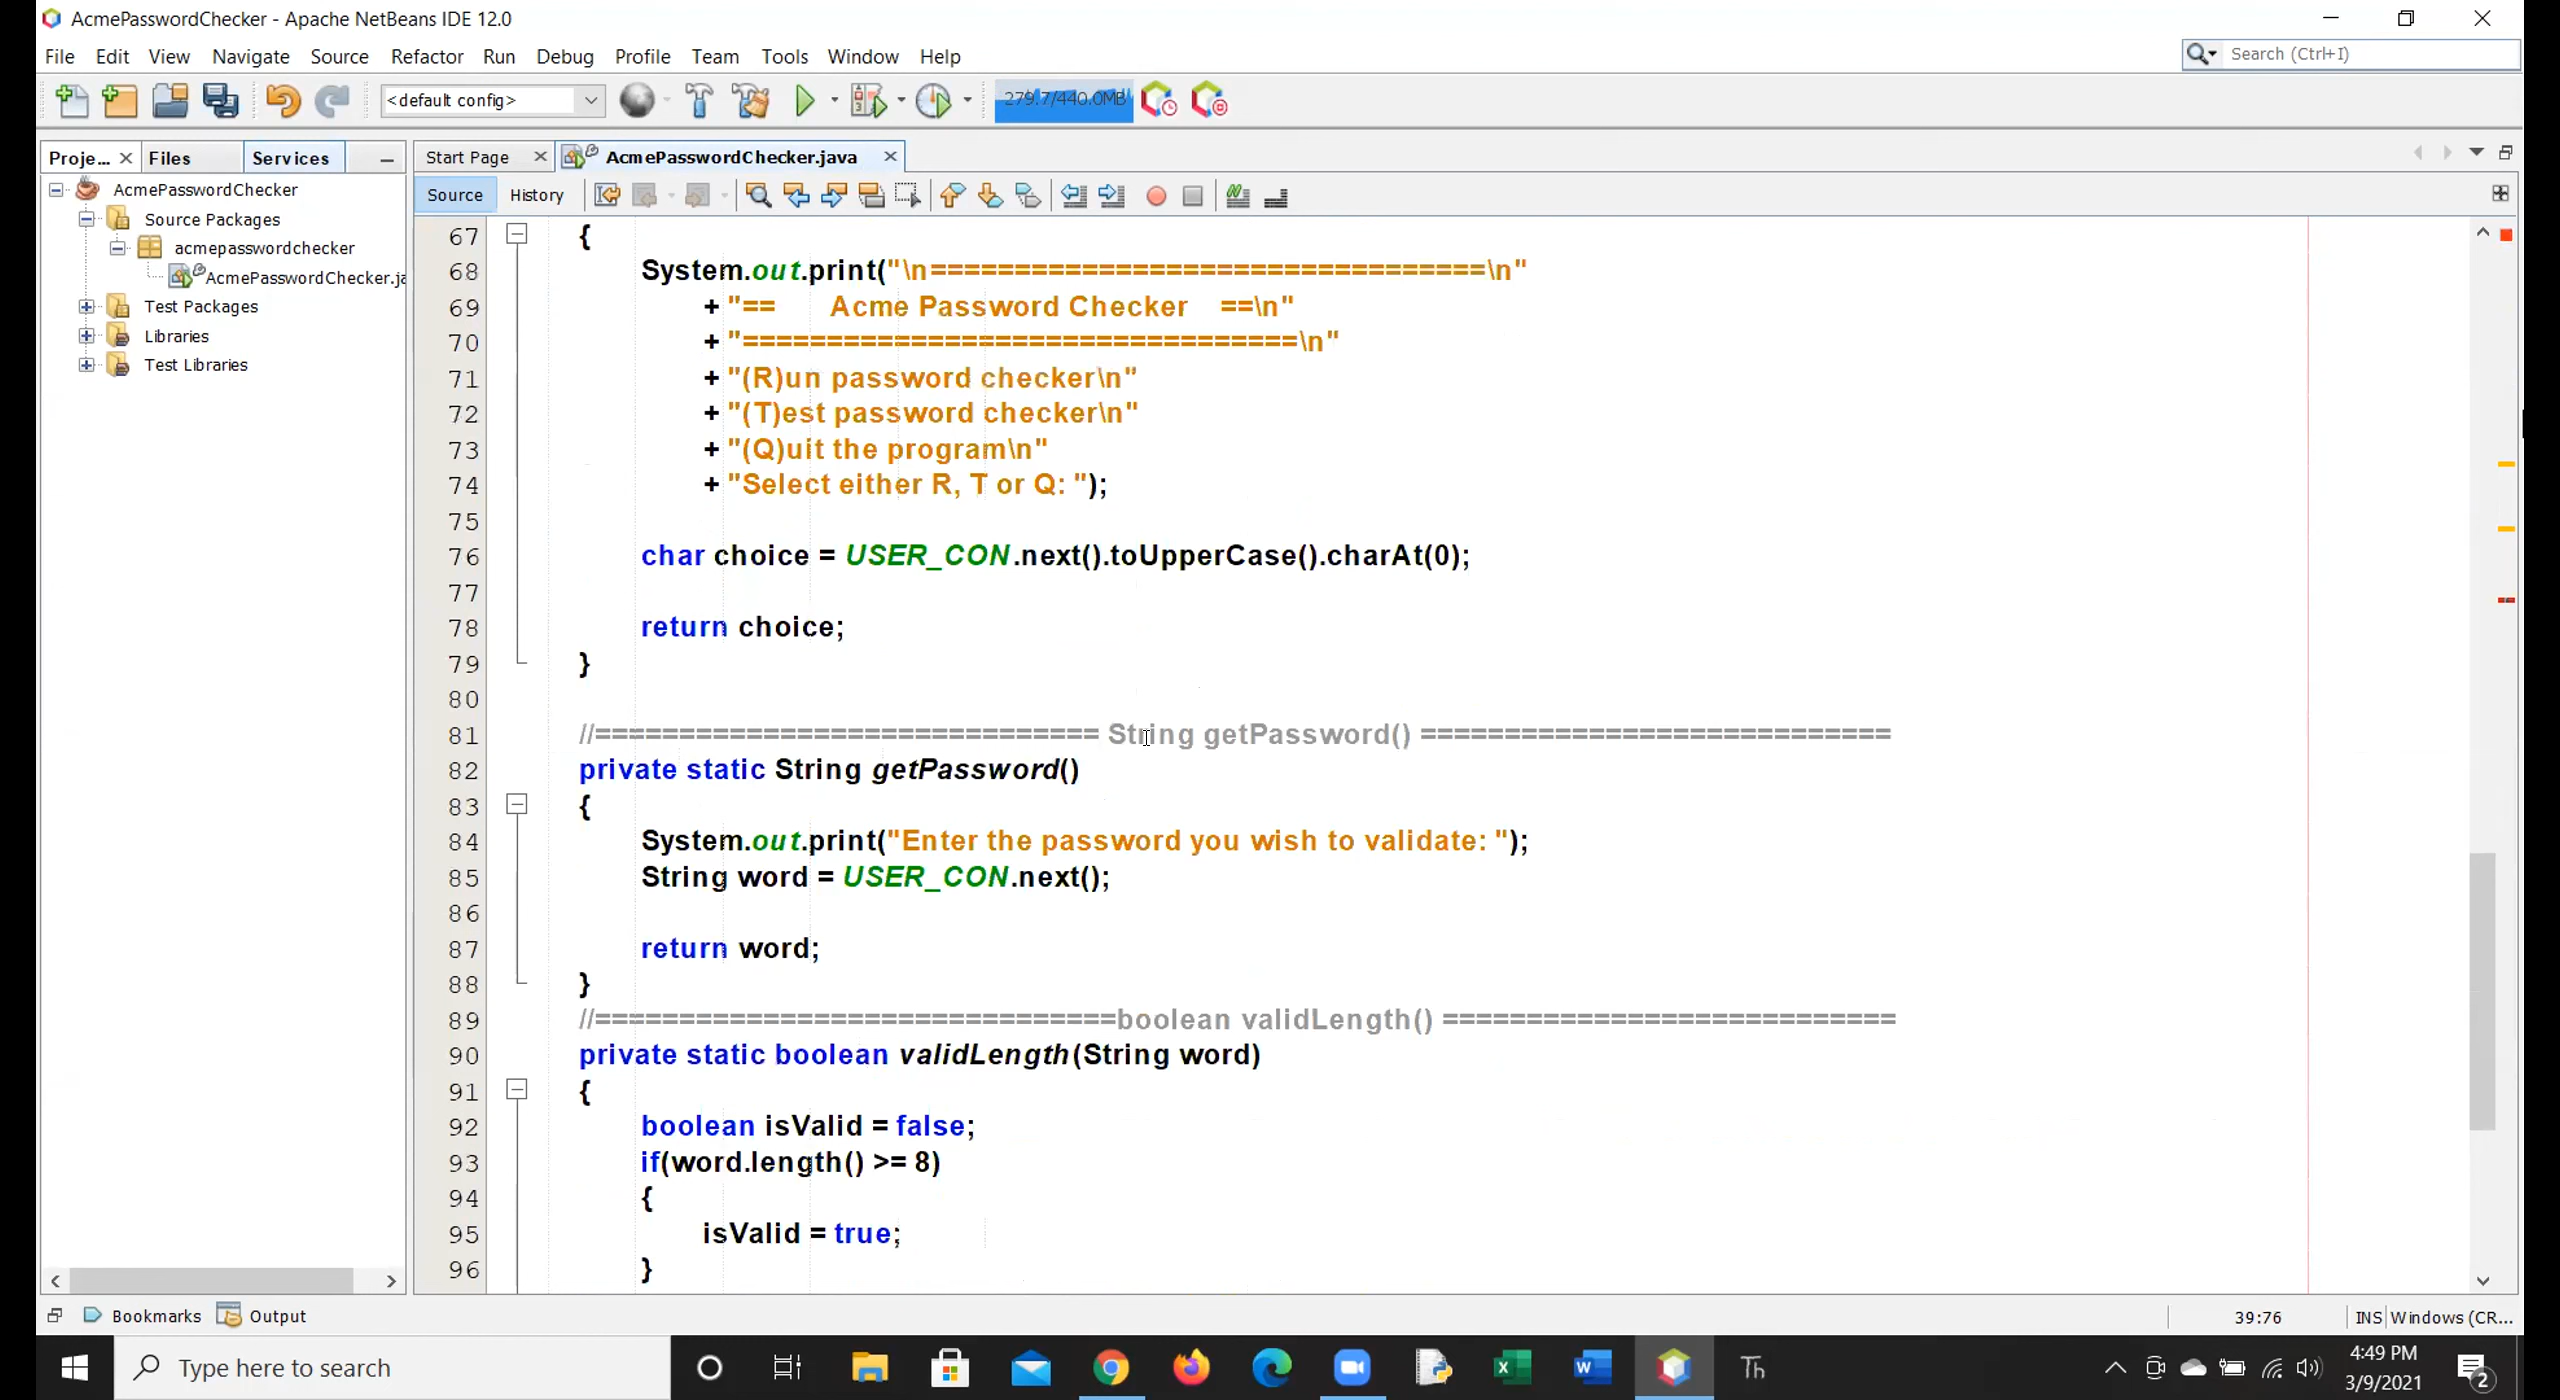 AcmePasswordChecker - Apache NetBeans IDE 12.0
File Edit View Navigate Source Refactor Run Debug Profile Team Tools Window Help
Search (Ctrl+I)
<default config>
279.7/440.0MB
Proje... Files Services
Start Page AcmePasswordChecker.java
Source History
AcmePasswordChecker
Source Packages
acmepasswordchecker
AcmePasswordChecker.ja
Test Packages
Libraries
Test Libraries
67 {
68 System.out.print("\n=================================\n"
69 + "== Acme Password Checker ==\n"
70 + "=================================\n"
71 + "(R)un password checker\n"
72 + "(T)est password checker\n"
73 + "(Q)uit the program\n"
74 + "Select either R, T or Q: ");
75
76 char choice = USER_CON.next().toUpperCase().charAt(0);
77
78 return choice;
79 }
80
81 //============================== String getPassword() ============================
82 private static String getPassword()
83 {
84 System.out.print("Enter the password you wish to validate: ");
85 String word = USER_CON.next();
86
87 return word;
88 }
89 //===============================boolean validLength() ===========================
90 private static boolean validLength(String word)
91 {
92 boolean isValid = false;
93 if(word.length() >= 8)
94 {
95 isValid = true;
96 }
Bookmarks Output
39:76 INS Windows (CR...
Type here to search
Th
4:49 PM
3/9/2021
2